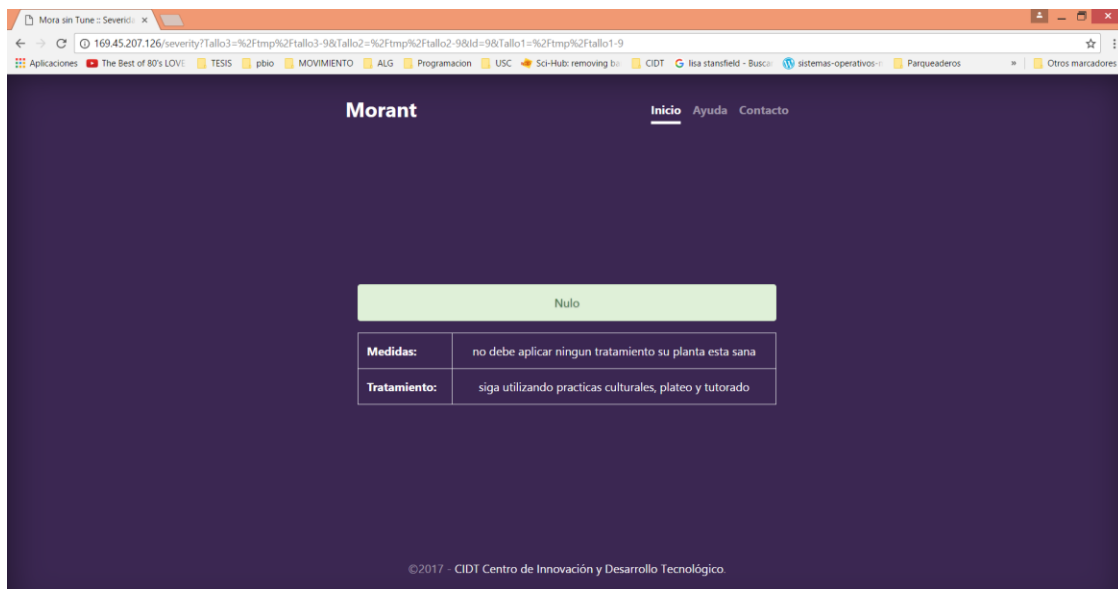 Mora sin Tune :: Severida
169.45.207.126/severity?Tallo3=%2Ftmp%2Ftallo3-9&Tallo2=%2Ftmp%2Ftallo2-9&Id=9&Tallo1=%2Ftmp%2Ftallo1-9
Aplicaciones The Best of 80's LOVE TESIS pbio MOVIMIENTO ALG Programacion USC Sci-Hub: removing ba CIDT lisa stansfield - Busca sistemas-operativos- Parqueaderos » Otros marcadores
Morant Inicio Ayuda Contacto
Nulo
Medidas: no debe aplicar ningun tratamiento su planta esta sana
Tratamiento: siga utilizando practicas culturales, plateo y tutorado
©2017 - CIDT Centro de Innovación y Desarrollo Tecnológico.